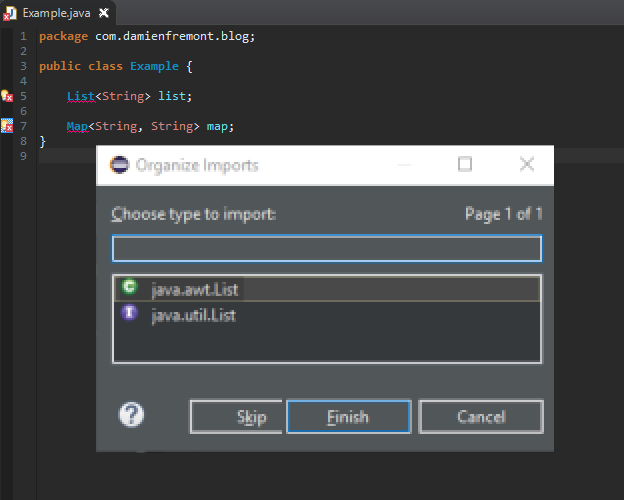 Example.java
1 package com.damienfremont.blog;
2
3 public class Example {
4
5 List<String> list;
6
7 Map<String, String> map;
8 }
9
Organize Imports
Choose type to import: Page 1 of 1
C java.awt.List
I java.util.List
? Skip Finish Cancel